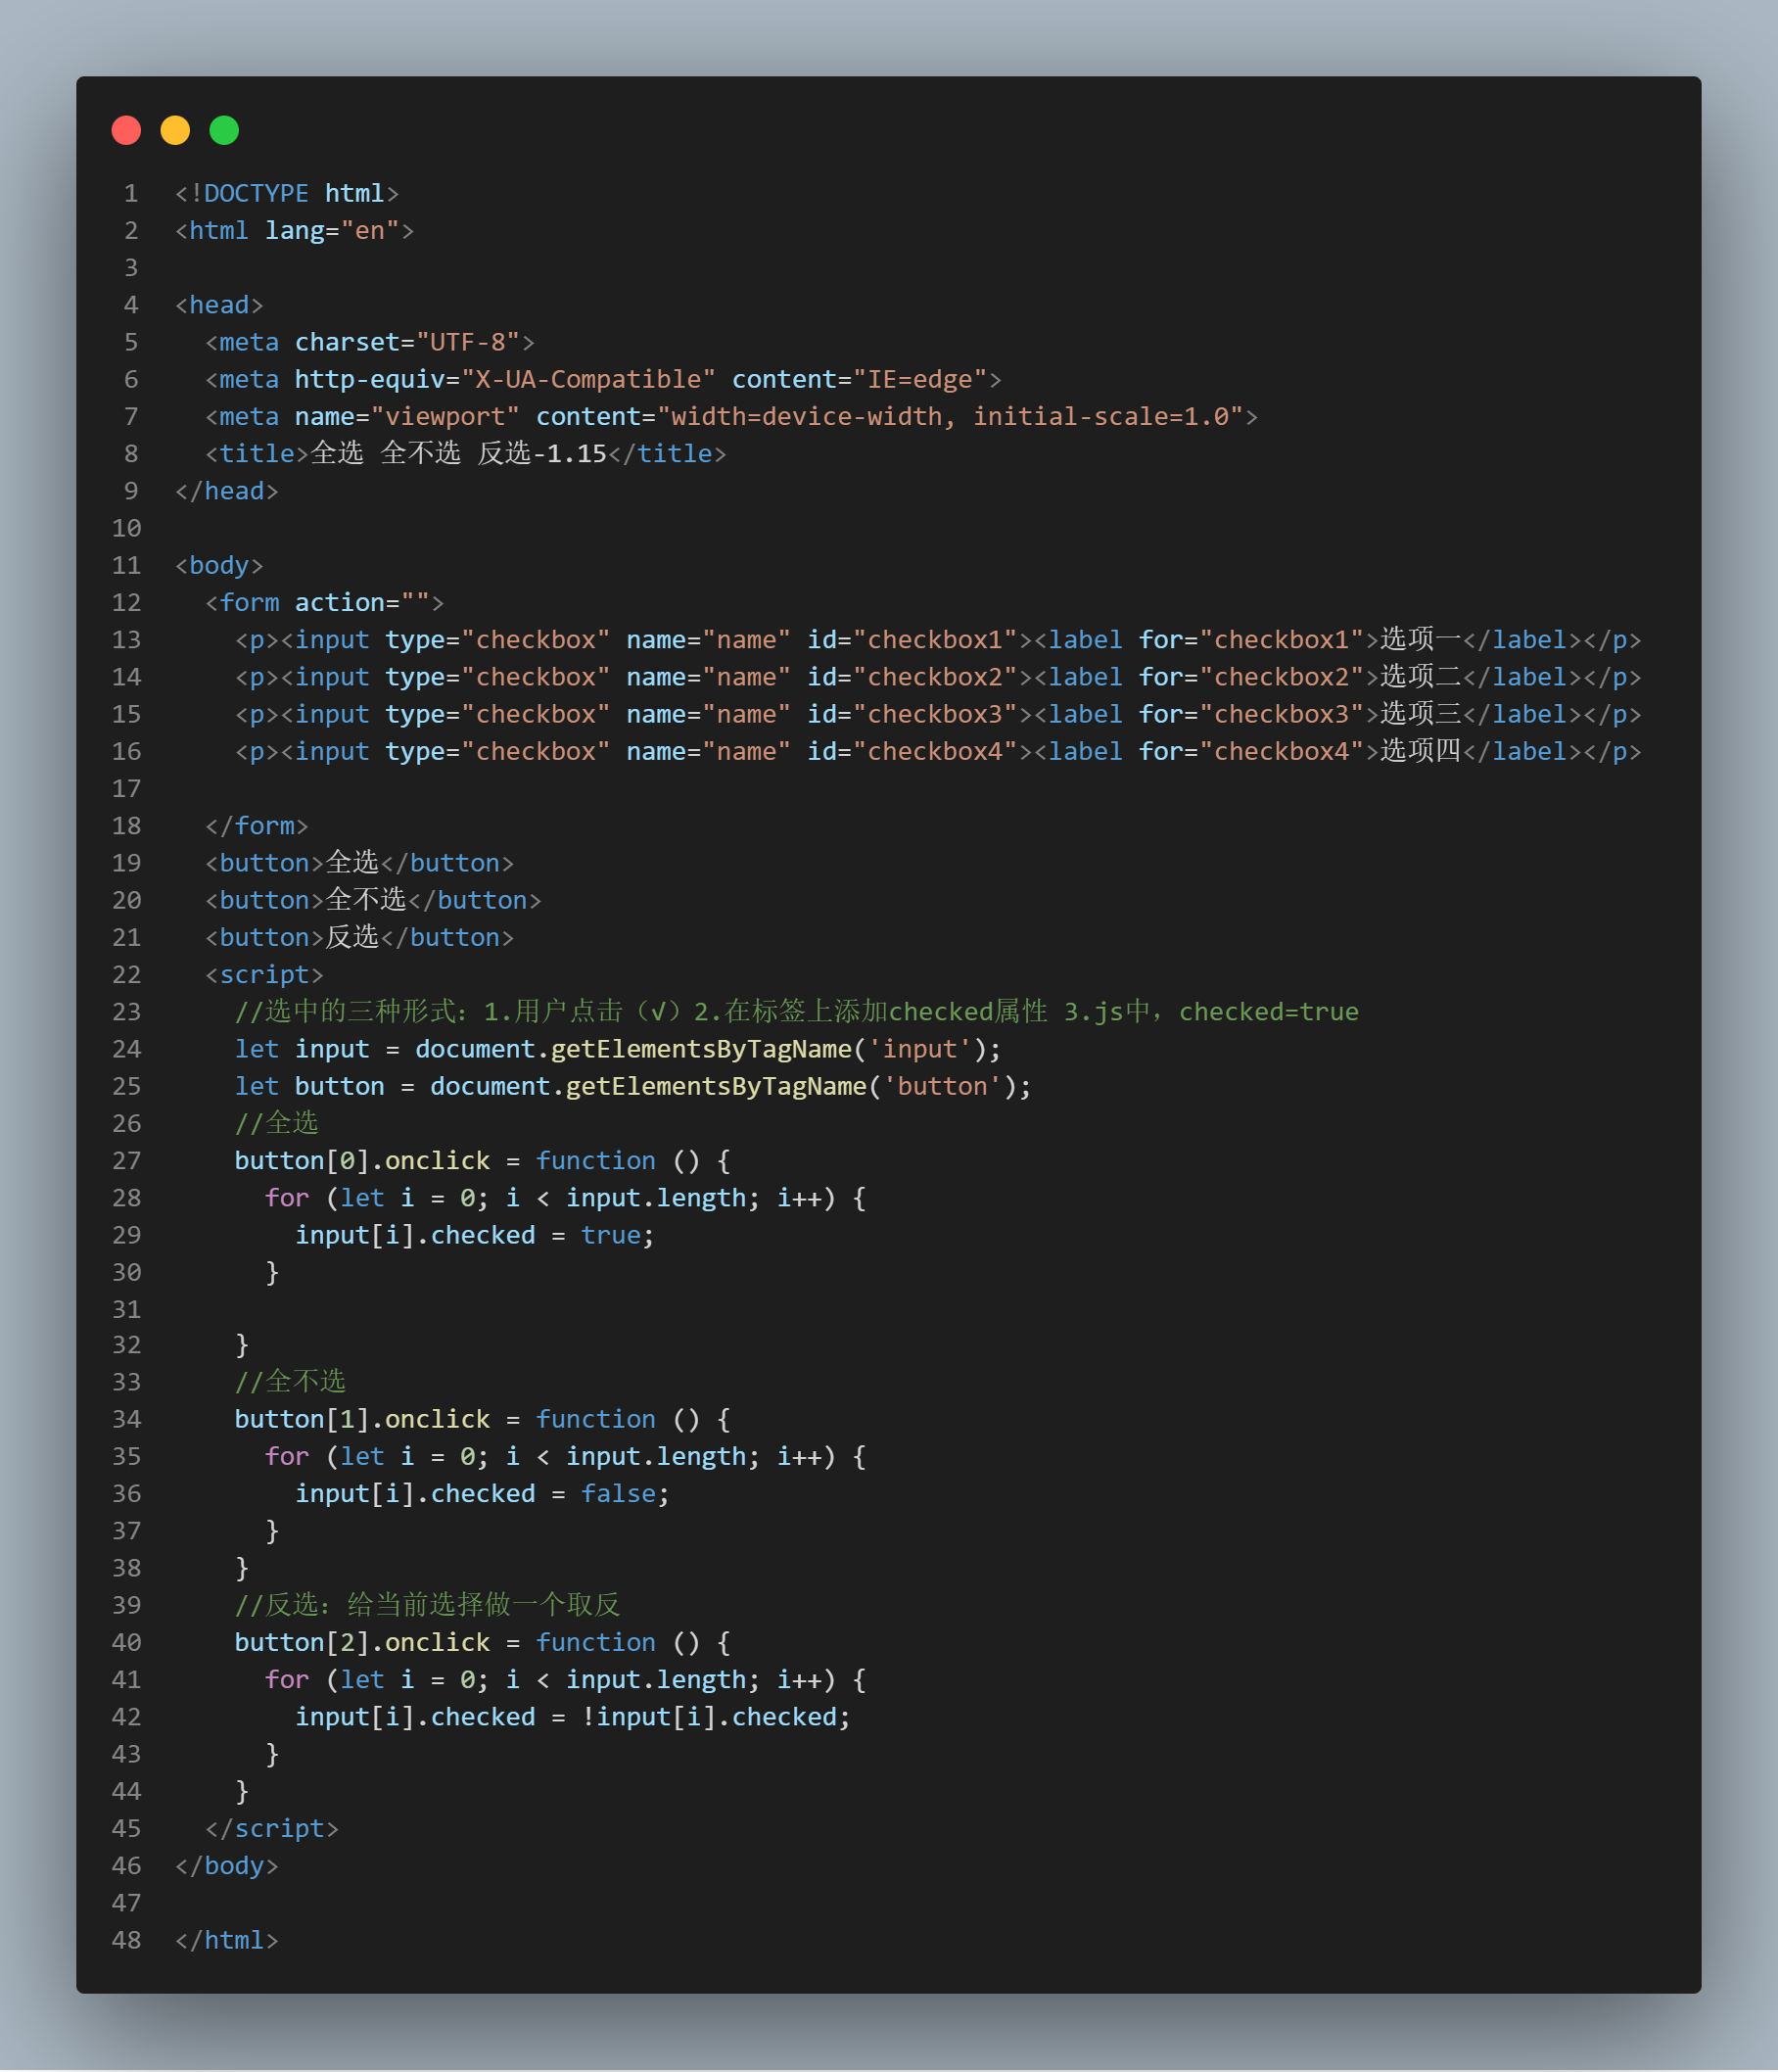 1 <!DOCTYPE html>
2 <html lang="en">
3
4 <head>
5   <meta charset="UTF-8">
6   <meta http-equiv="X-UA-Compatible" content="IE=edge">
7   <meta name="viewport" content="width=device-width, initial-scale=1.0">
8   <title>全选 全不选 反选-1.15</title>
9 </head>
10
11 <body>
12   <form action="">
13     <p><input type="checkbox" name="name" id="checkbox1"><label for="checkbox1">选项一</label></p>
14     <p><input type="checkbox" name="name" id="checkbox2"><label for="checkbox2">选项二</label></p>
15     <p><input type="checkbox" name="name" id="checkbox3"><label for="checkbox3">选项三</label></p>
16     <p><input type="checkbox" name="name" id="checkbox4"><label for="checkbox4">选项四</label></p>
17
18   </form>
19   <button>全选</button>
20   <button>全不选</button>
21   <button>反选</button>
22   <script>
23     //选中的三种形式：1.用户点击（√）2.在标签上添加checked属性 3.js中，checked=true
24     let input = document.getElementsByTagName('input');
25     let button = document.getElementsByTagName('button');
26     //全选
27     button[0].onclick = function () {
28       for (let i = 0; i < input.length; i++) {
29         input[i].checked = true;
30       }
31
32     }
33     //全不选
34     button[1].onclick = function () {
35       for (let i = 0; i < input.length; i++) {
36         input[i].checked = false;
37       }
38     }
39     //反选：给当前选择做一个取反
40     button[2].onclick = function () {
41       for (let i = 0; i < input.length; i++) {
42         input[i].checked = !input[i].checked;
43       }
44     }
45   </script>
46 </body>
47
48 </html>